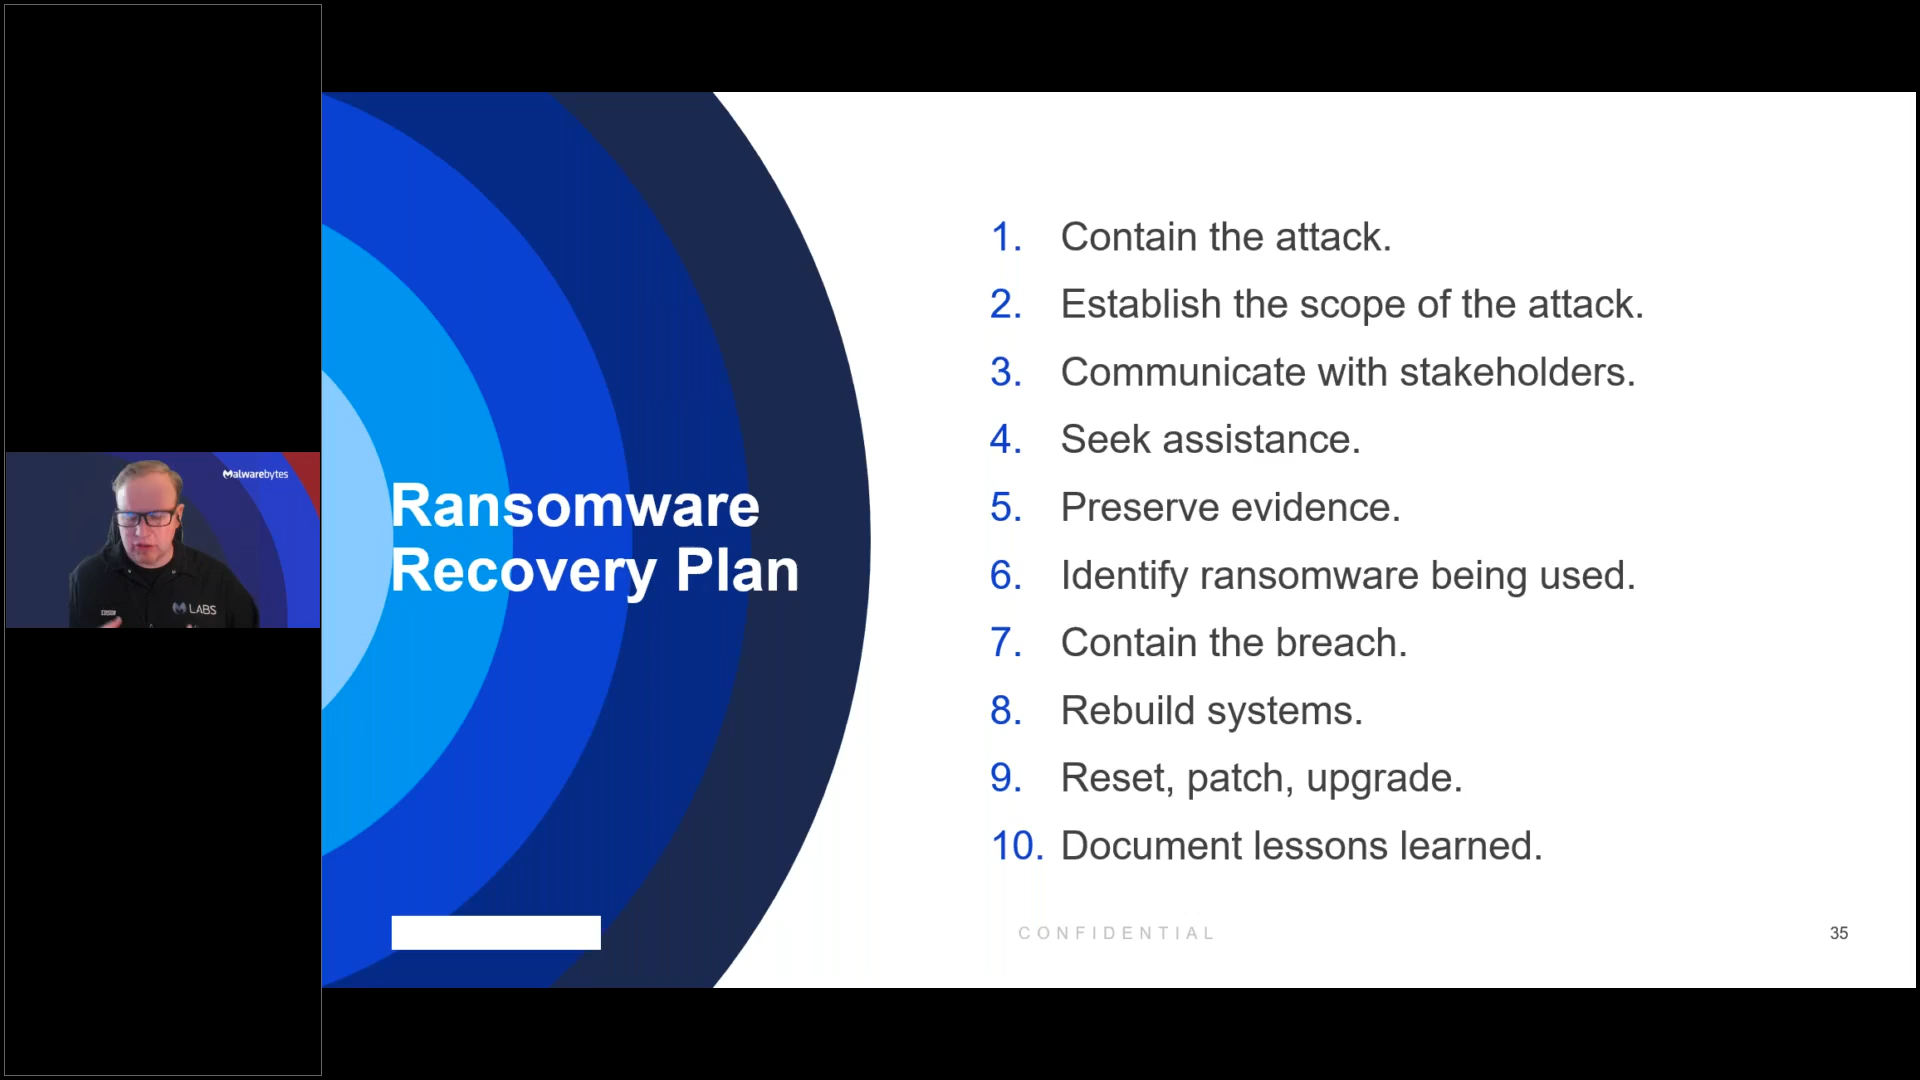 Malwarebytes
LABS
Ransomware
Recovery Plan
1. Contain the attack.
2. Establish the scope of the attack.
3. Communicate with stakeholders.
4. Seek assistance.
5. Preserve evidence.
6. Identify ransomware being used.
7. Contain the breach.
8. Rebuild systems.
9. Reset, patch, upgrade.
10. Document lessons learned.
CONFIDENTIAL
35